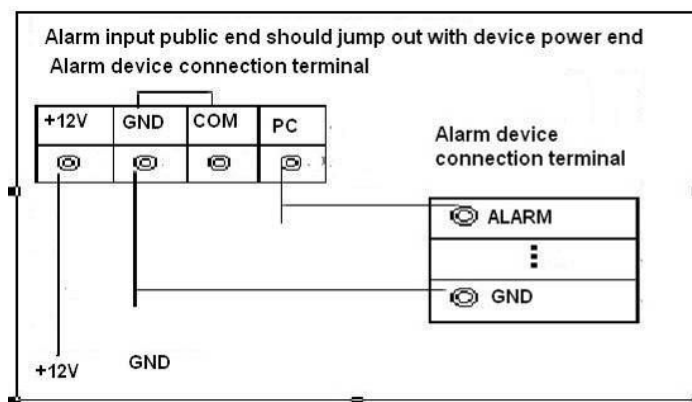 Alarm input public end should jump out with device power end
Alarm device connection terminal
+12V GND COM PC
Alarm device
connection terminal
ALARM
GND
+12V GND